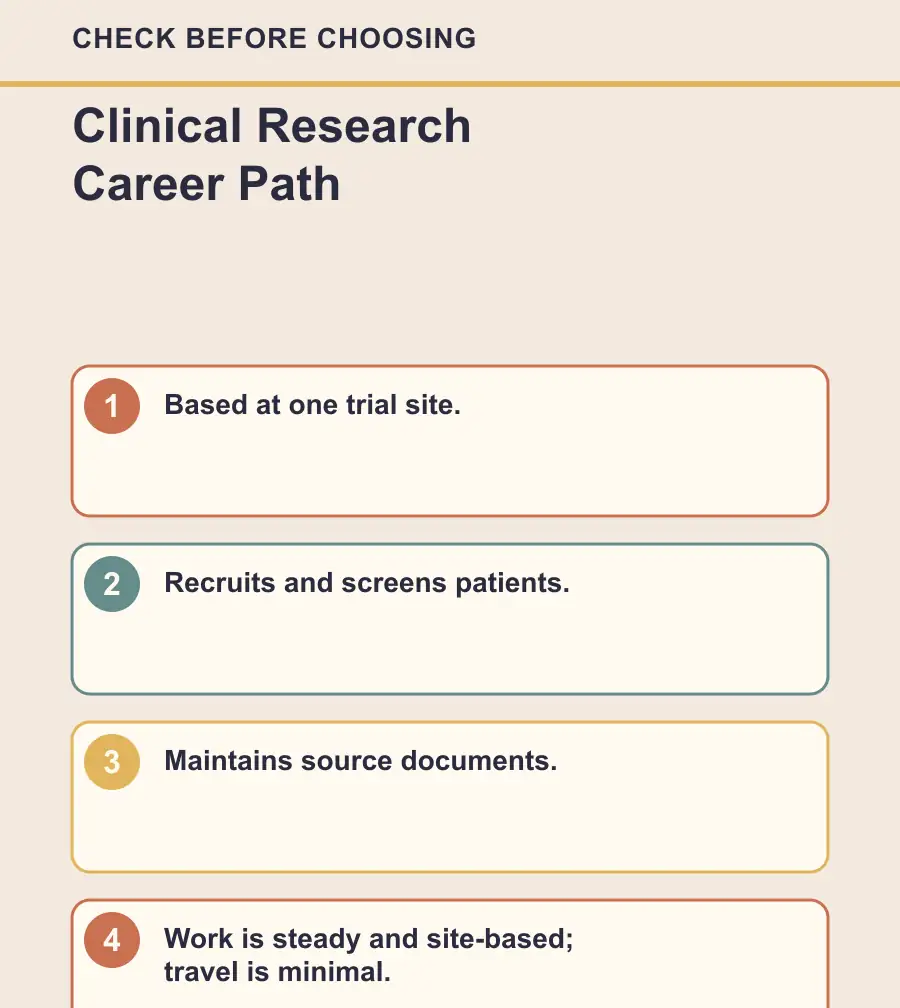 CHECK BEFORE CHOOSING
Clinical Research
Career Path
1 Based at one trial site.
2 Recruits and screens patients.
3 Maintains source documents.
4 Work is steady and site-based;
travel is minimal.